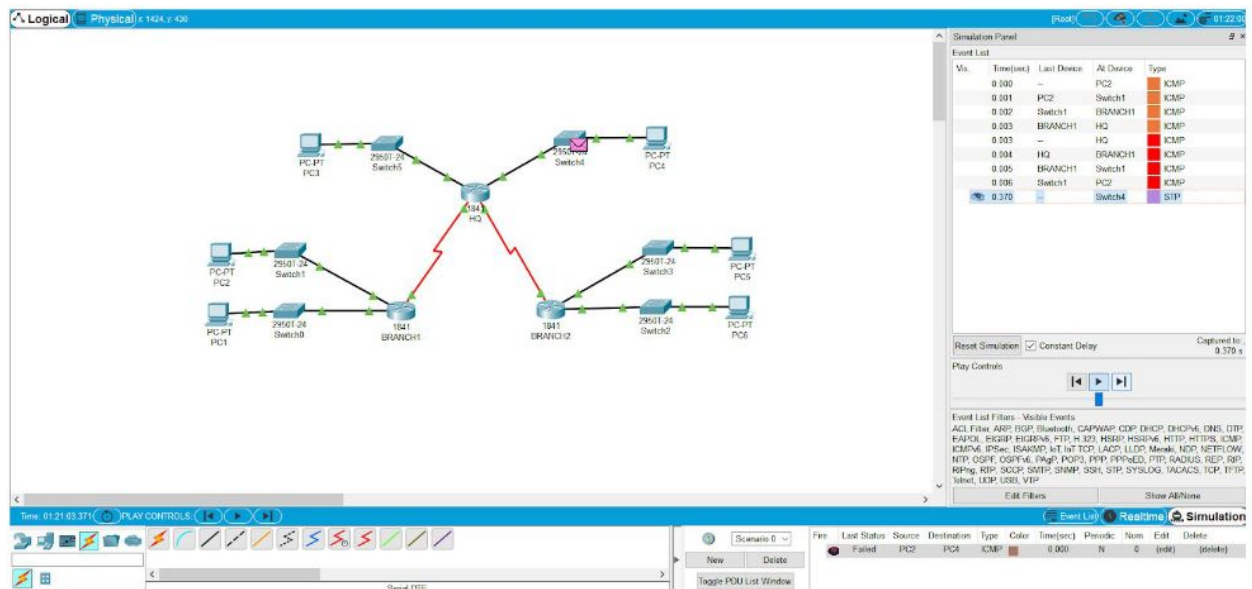 Logical Physical x: 1424, y: 430 [Root] 01:22:00
Simulation Panel
Event List
Vis. Time(sec) Last Device At Device Type
0.000 -- PC2 ICMP
0.001 PC2 Switch1 ICMP
0.002 Switch1 BRANCH1 ICMP
0.003 BRANCH1 HQ ICMP
0.003 -- HQ ICMP
0.004 HQ BRANCH1 ICMP
0.005 BRANCH1 Switch1 ICMP
0.006 Switch1 PC2 ICMP
0.370 -- Switch4 STP
PC-PT
PC3
2950T-24
Switch5
2950T-24
Switch4
PC-PT
PC4
1841
HQ
PC-PT
PC2
2950T-24
Switch1
2950T-24
Switch3
PC-PT
PC5
PC-PT
PC1
2950T-24
Switch0
1841
BRANCH1
1841
BRANCH2
2950T-24
Switch2
PC-PT
PC6
Reset Simulation Constant Delay Captured to:
0.370 s
Play Controls
Event List Filters - Visible Events
ACL Filter, ARP, BGP, Bluetooth, CAPWAP, CDP, DHCP, DHCPv6, DNS, DTP,
EAPOL, EIGRP, EIGRPv6, FTP, H.323, HSRP, HSRPv6, HTTP, HTTPS, ICMP,
ICMPv6, IPSec, ISAKMP, IoT, IoT TCP, LACP, LLDP, Meraki, NDP, NETFLOW,
NTP, OSPF, OSPFv6, PAgP, POP3, PPP, PPPoED, PTP, RADIUS, REP, RIP,
RIPng, RTP, SCCP, SMTP, SNMP, SSH, STP, SYSLOG, TACACS, TCP, TFTP,
Telnet, UDP, USB, VTP
Edit Filters Show All/None
Time: 01:21:03.371 PLAY CONTROLS: Event List Realtime Simulation
Scenario 0
New Delete
Toggle PDU List Window
Fire Last Status Source Destination Type Color Time(sec) Periodic Num Edit Delete
Failed PC2 PC4 ICMP 0.000 N 0 (edit) (delete)
Serial DTE